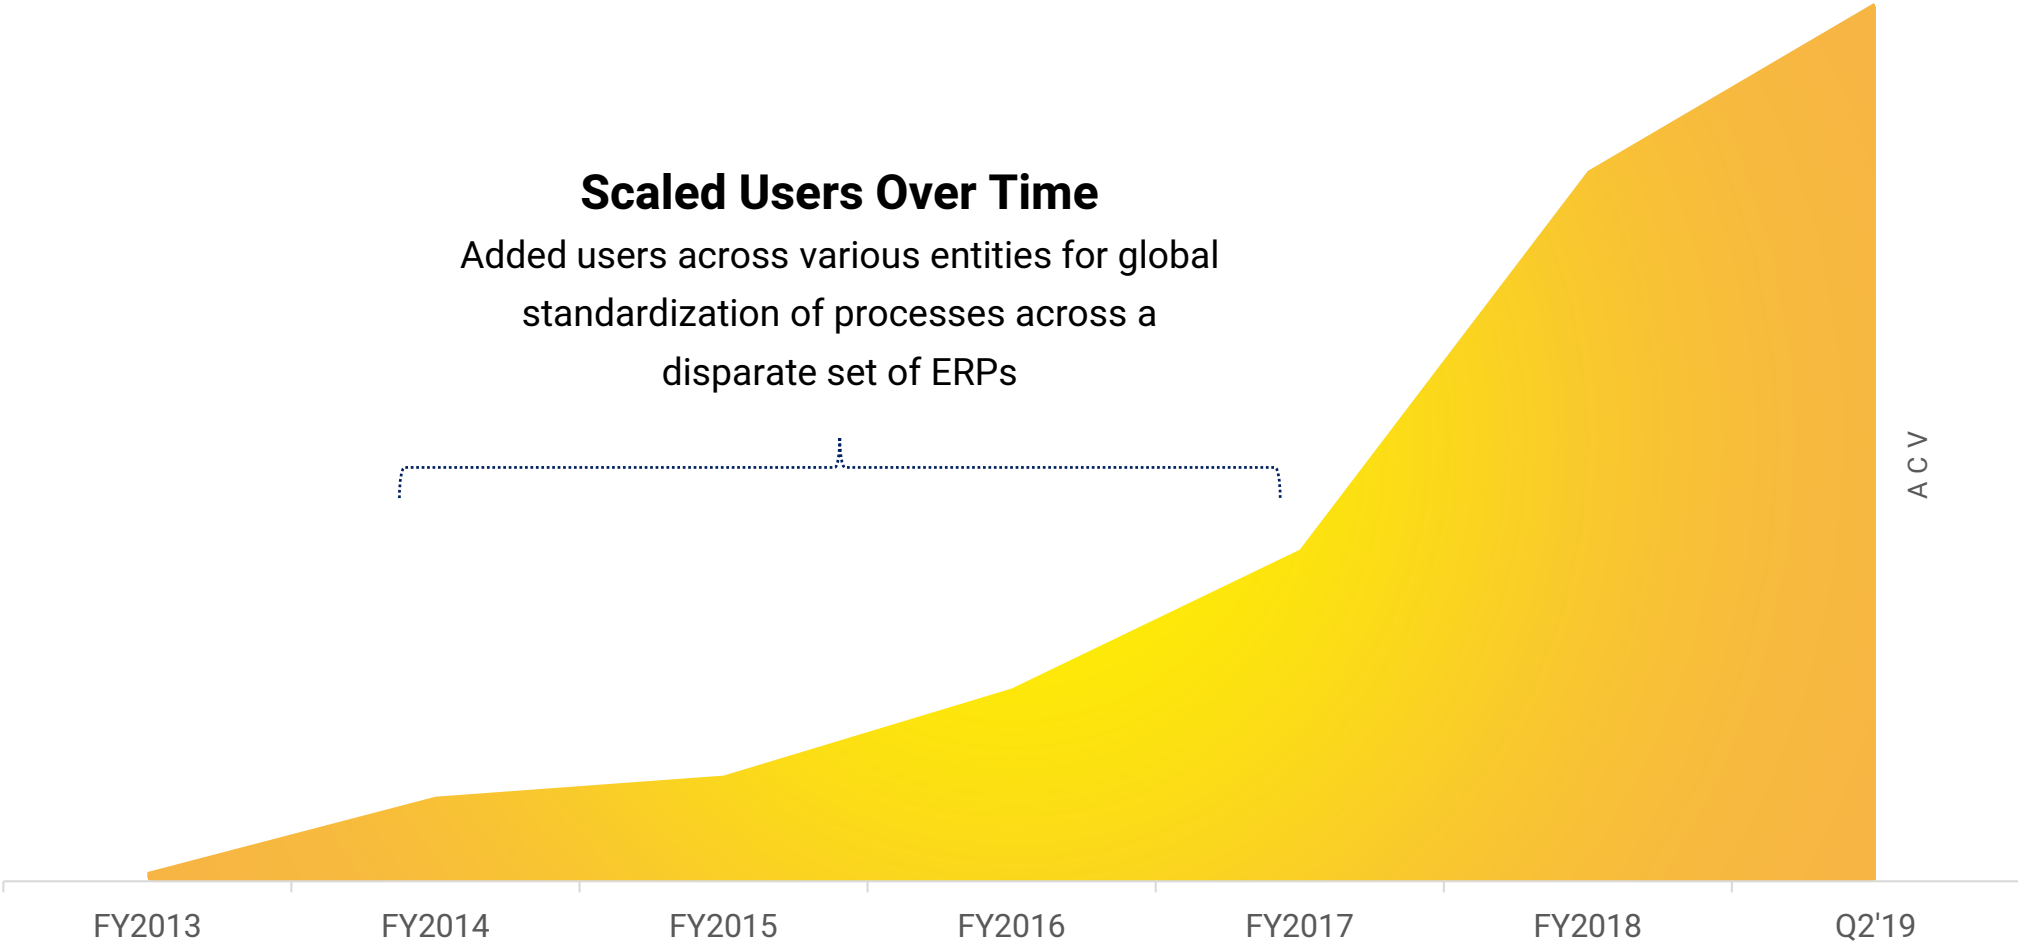 Scaled Users Over Time
Added users across various entities for global
standardization of processes across a
disparate set of ERPs
ACV
FY2013
FY2014
FY2015
FY2016
FY2017
FY2018
Q2'19